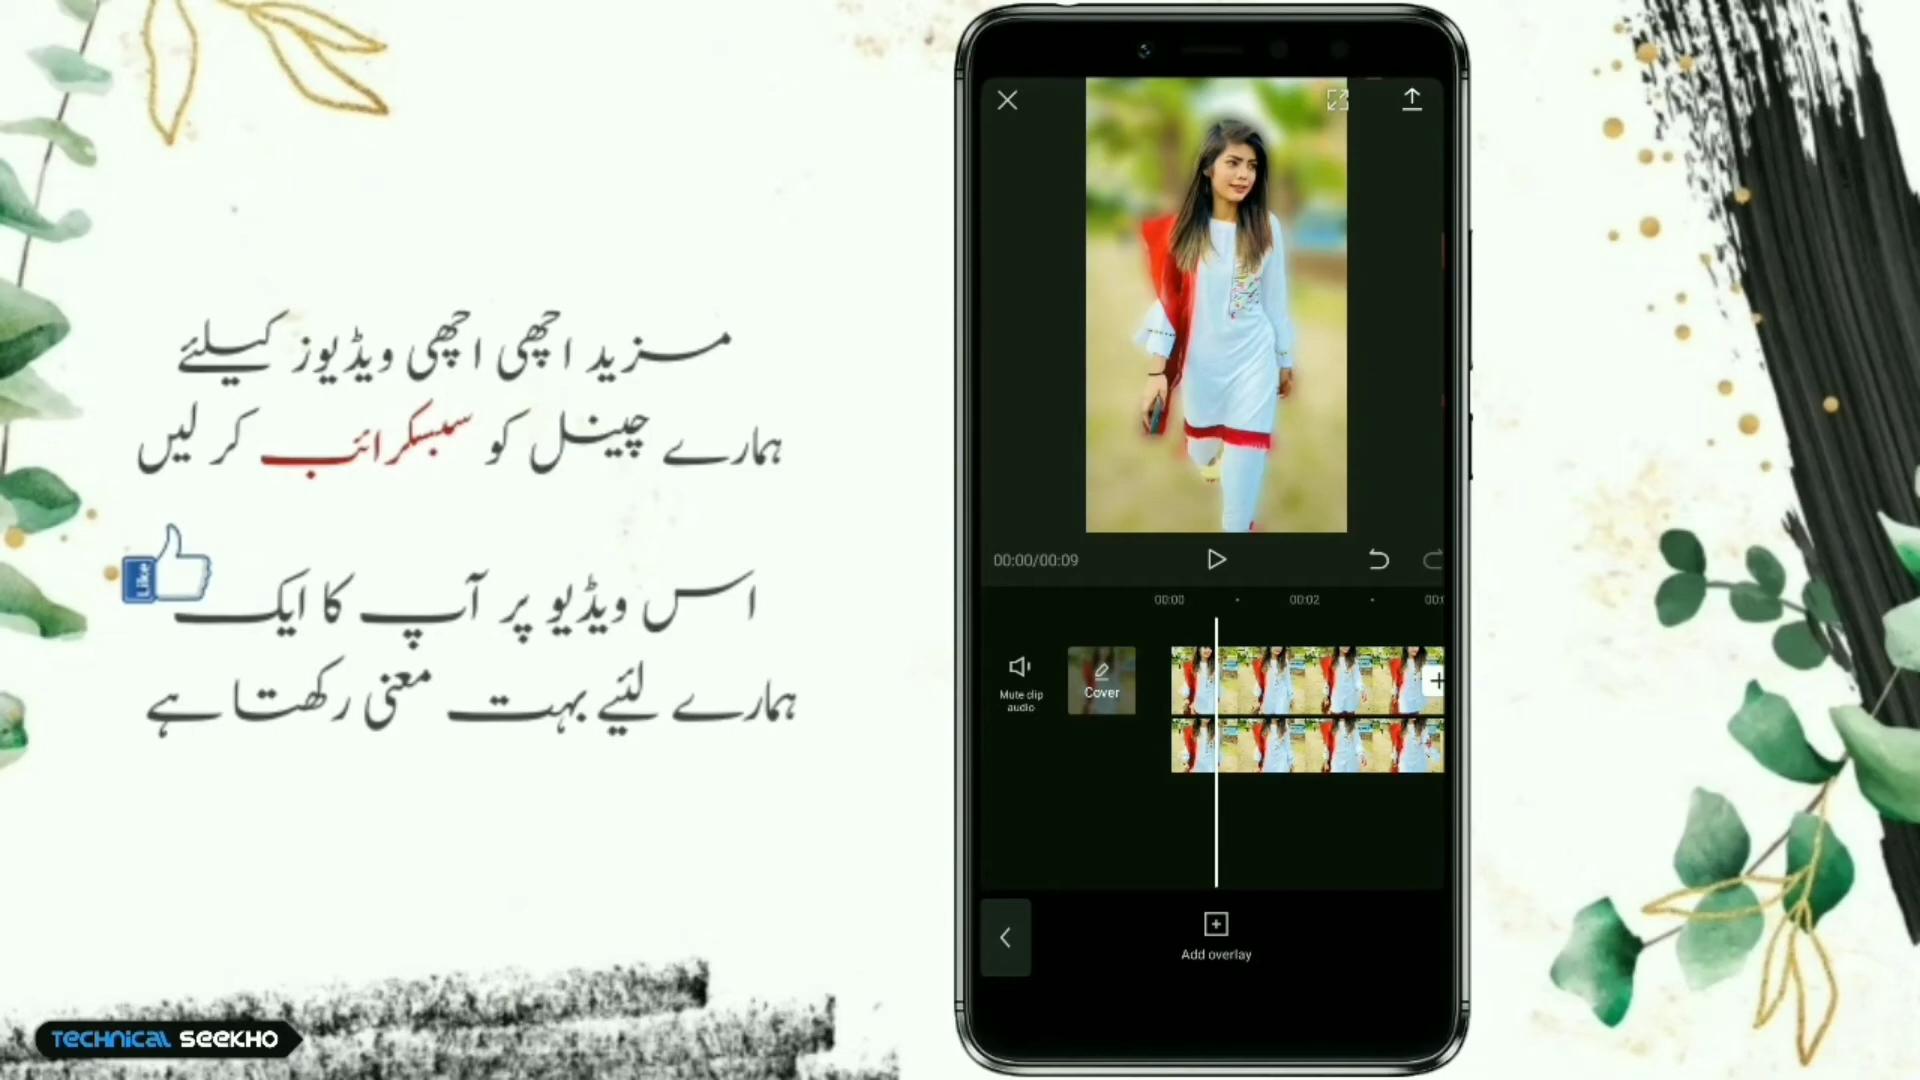 مزید اچھی اچھی ویڈیوز کیلئے
ہمارے چینل کو سبسکرائب کر لیں
Like
اس ویڈیو پر آپ کا ایک
ہمارے لئیے بہت معنی رکھتا ہے
TECHNICAL SEEKHO
00:00/00:09
00:00
00:02
Mute clip
audio
Cover
Add overlay